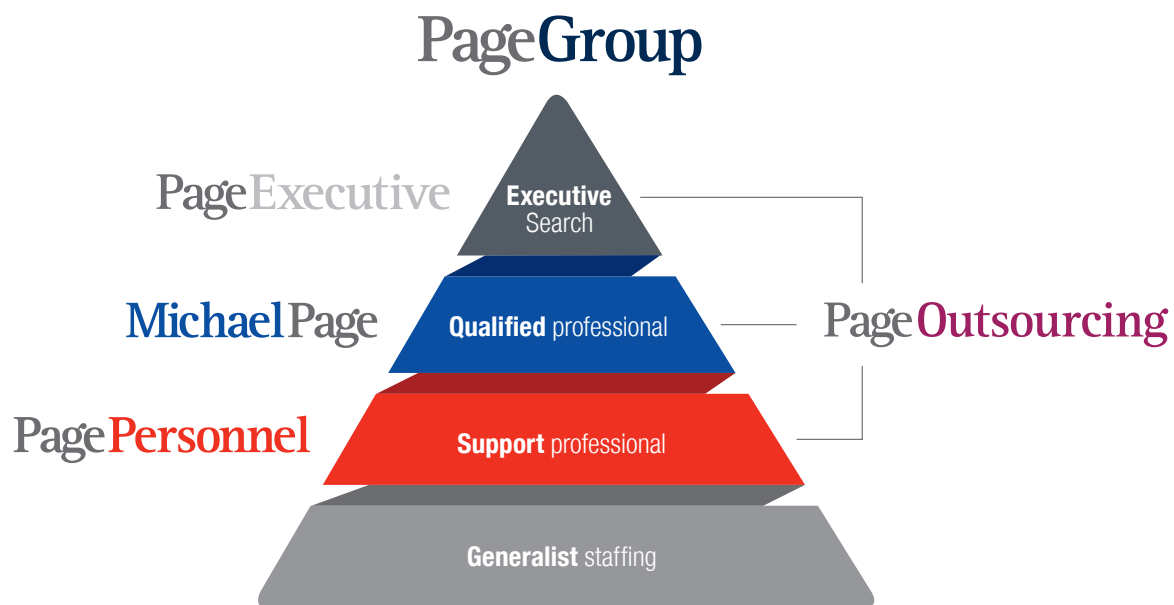 PageGroup
PageExecutive
Executive
Search
MichaelPage
Qualified professional
PageOutsourcing
PagePersonnel
Support professional
Generalist staffing